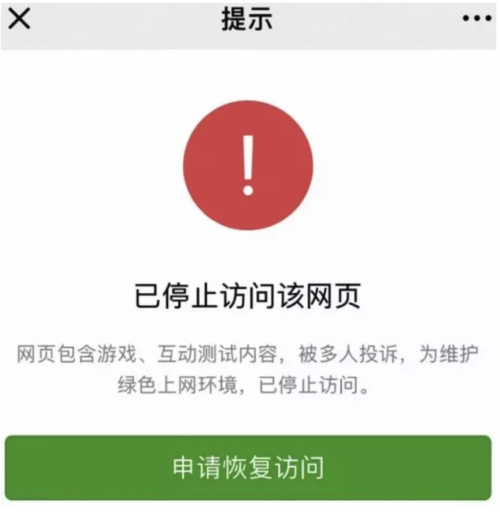 提示
已停止访问该网页
网页包含游戏、互动测试内容，被多人投诉，为维护
绿色上网环境，已停止访问。
申请恢复访问